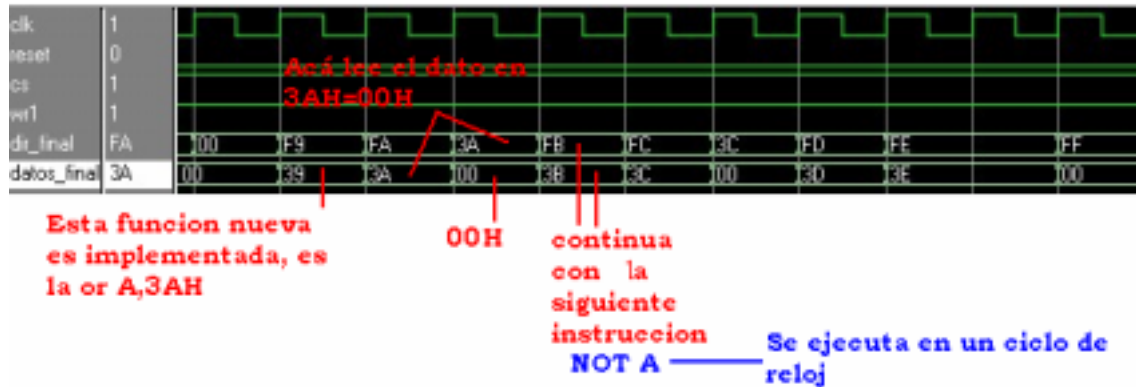 clk 1
reset 0
cs 1
wr1 1
dir_final FA 00 F9 FA 3A FB FC 3C FD FE FF
datos_final 3A 00 39 3A 00 3B 3C 00 3D 3E 00
Acá lee el dato en
3AH=00H
Esta funcion nueva
es implementada, es
la or A,3AH
00H
continua
con la
siguiente
instruccion
NOT A
Se ejecuta en un ciclo de
reloj